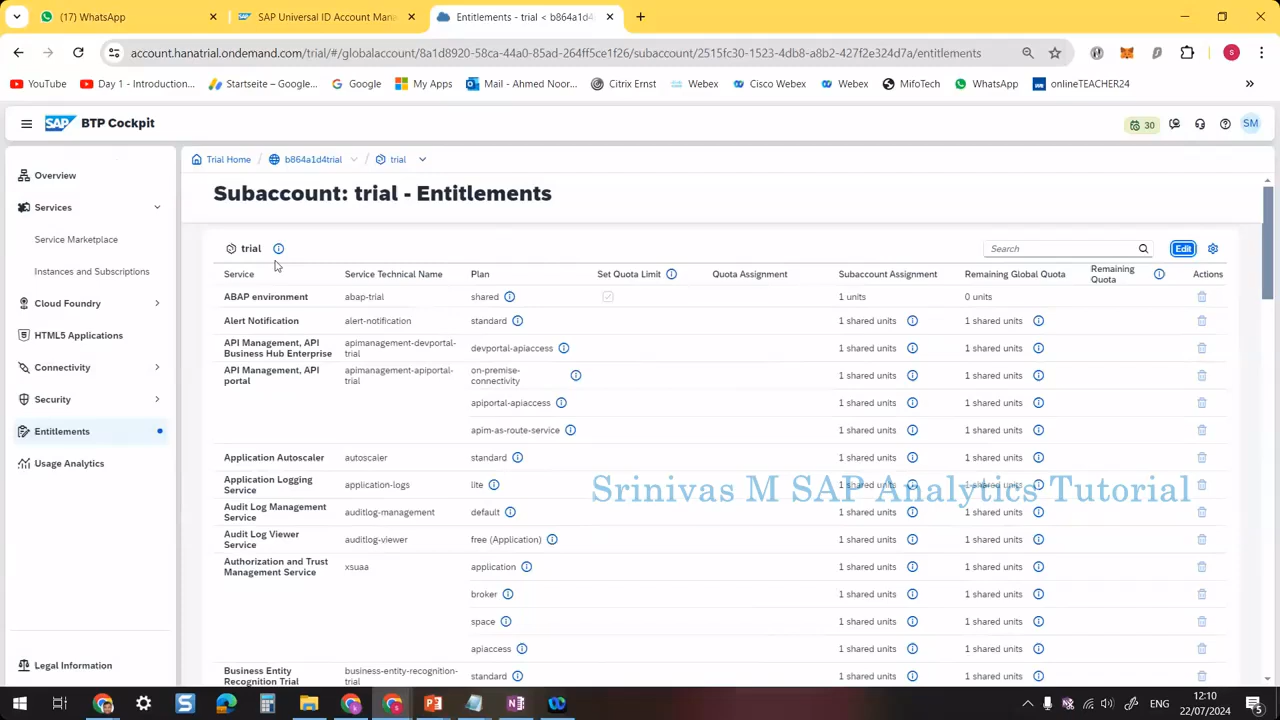 (17) WhatsApp
SAP Universal ID Account Mana
Entitlements - trial < b864a1d4
account.hanatrial.ondemand.com/trial/#/globalaccount/8a1d8920-58ca-44a0-85ad-264ff5ce1f26/subaccount/2515fc30-1523-4db8-a8b2-427f2e324d7a/entitlements
S
YouTube
Day 1 - Introduction...
Startseite – Google...
Google
My Apps
Mail - Ahmed Noor...
Citrix Ernst
Webex
Cisco Webex
Webex
MifoTech
WhatsApp
onlineTEACHER24
SAP BTP Cockpit
30
SM
Overview
Services
Service Marketplace
Instances and Subscriptions
Cloud Foundry
HTML5 Applications
Connectivity
Security
Entitlements
Usage Analytics
Legal Information
Trial Home / b864a1d4trial / trial
Subaccount: trial - Entitlements
trial
Search
Edit
Service Service Technical Name Plan Set Quota Limit Quota Assignment Subaccount Assignment Remaining Global Quota Remaining Quota Actions
ABAP environment abap-trial shared 1 units 0 units
Alert Notification alert-notification standard 1 shared units 1 shared units
API Management, API Business Hub Enterprise apimanagement-devportal-trial devportal-apiaccess 1 shared units 1 shared units
API Management, API portal apimanagement-apiportal-trial on-premise-connectivity 1 shared units 1 shared units
apiportal-apiaccess 1 shared units 1 shared units
apim-as-route-service 1 shared units 1 shared units
Application Autoscaler autoscaler standard 1 shared units 1 shared units
Application Logging Service application-logs lite 1 shared units 1 shared units
Srinivas M SAP Analytics Tutorial
Audit Log Management Service auditlog-management default 1 shared units 1 shared units
Audit Log Viewer Service auditlog-viewer free (Application) 1 shared units 1 shared units
Authorization and Trust Management Service xsuaa application 1 shared units 1 shared units
broker 1 shared units 1 shared units
space 1 shared units 1 shared units
apiaccess 1 shared units 1 shared units
Business Entity Recognition Trial business-entity-recognition-trial standard 1 shared units 1 shared units
ENG
12:10
22/07/2024